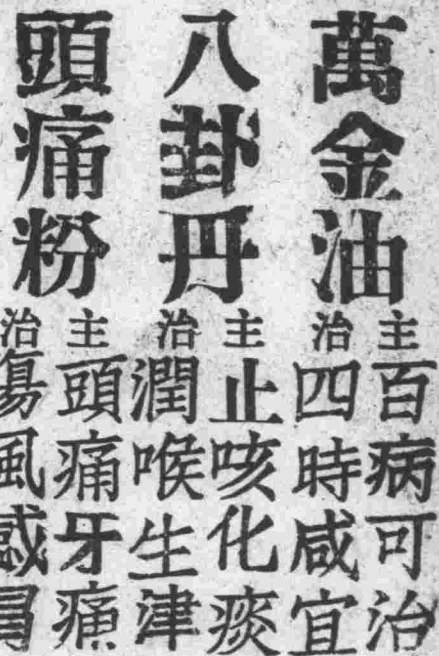 萬金油
主治
百病可治
四時咸宜
八卦丹
主治
止咳化痰
潤喉生津
頭痛粉
主治
頭痛牙痛
傷風感冒